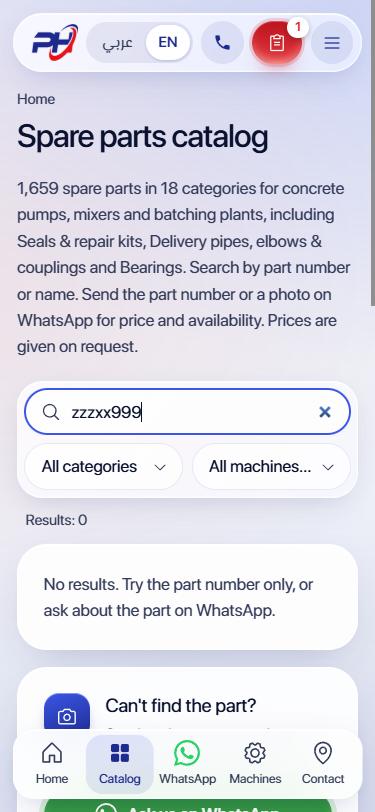 PH
عربي
EN
1
Home
Spare parts catalog
1,659 spare parts in 18 categories for concrete
pumps, mixers and batching plants, including
Seals & repair kits, Delivery pipes, elbows &
couplings and Bearings. Search by part number
or name. Send the part number or a photo on
WhatsApp for price and availability. Prices are
given on request.
zzzxx999
All categories
All machines...
Results: 0
No results. Try the part number only, or
ask about the part on WhatsApp.
Can't find the part?
Home
Catalog
WhatsApp
Machines
Contact